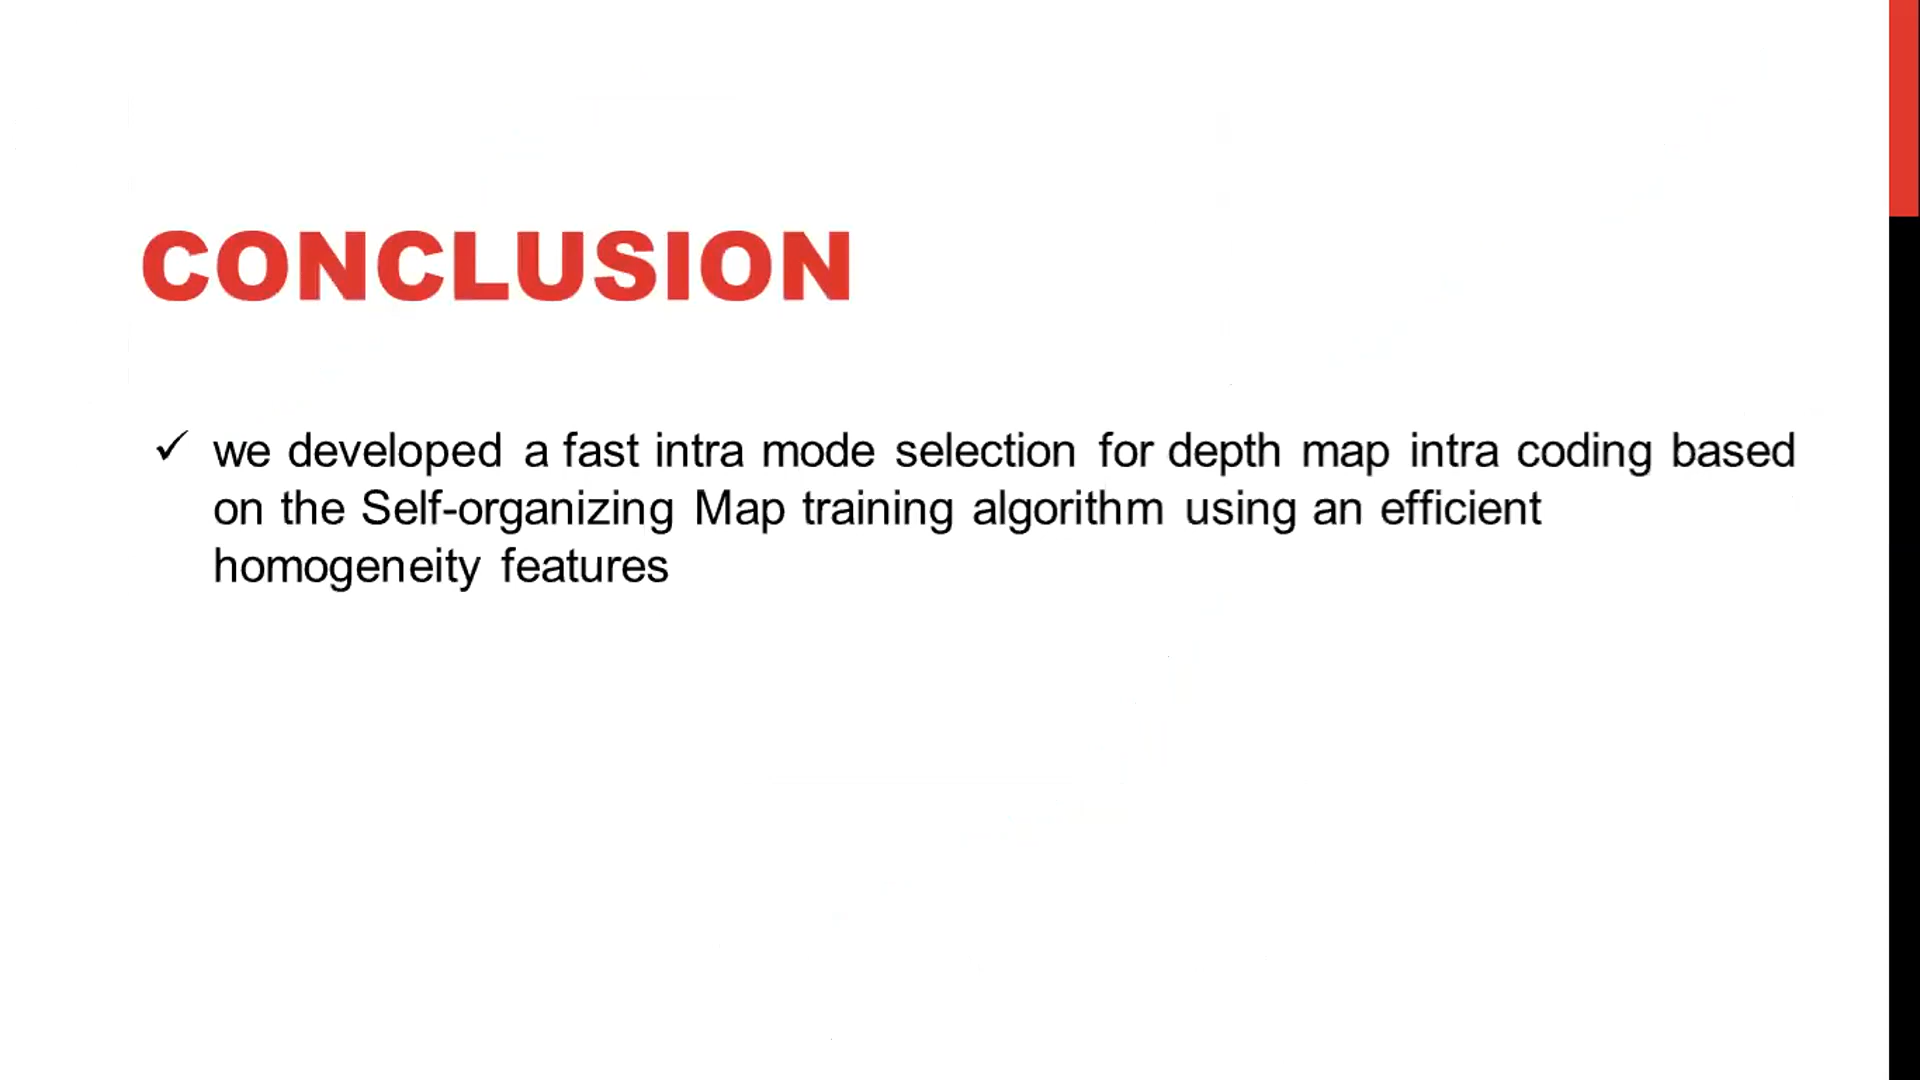 CONCLUSION
✓ we developed a fast intra mode selection for depth map intra coding based
on the Self-organizing Map training algorithm using an efficient
homogeneity features